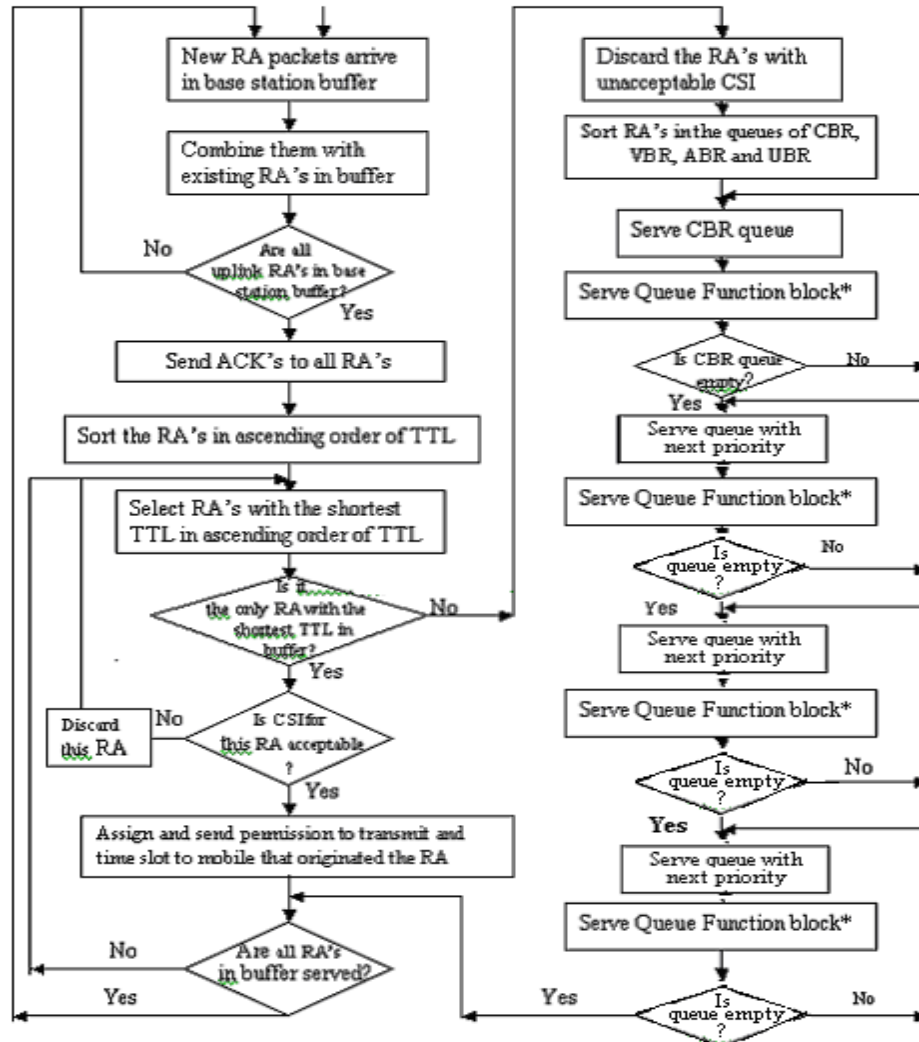 New RA packets arrive
in base station buffer
Combine them with
existing RA's in buffer
No
Are all
uplink RA's in base
station buffer?
Yes
Send ACK's to all RA's
Sort the RA's in ascending order of TTL
Select RA's with the shortest
TTL in ascending order of TTL
Is it
the only RA with the
shortest TTL in
buffer?
No
Yes
Discard
this RA
No
Is CSI for
this RA acceptable
?
Yes
Assign and send permission to transmit and
time slot to mobile that originated the RA
No
Are all RA's
in buffer served?
Yes
Discard the RA's with
unacceptable CSI
Sort RA's in the queues of CBR,
VBR, ABR and UBR
Serve CBR queue
Serve Queue Function block*
Is CBR queue
empty?
No
Yes
Serve queue with
next priority
Serve Queue Function block*
Is
queue empty
?
No
Yes
Serve queue with
next priority
Serve Queue Function block*
Is
queue empty
?
No
Yes
Serve queue with
next priority
Serve Queue Function block*
Yes
Is
queue empty
?
No